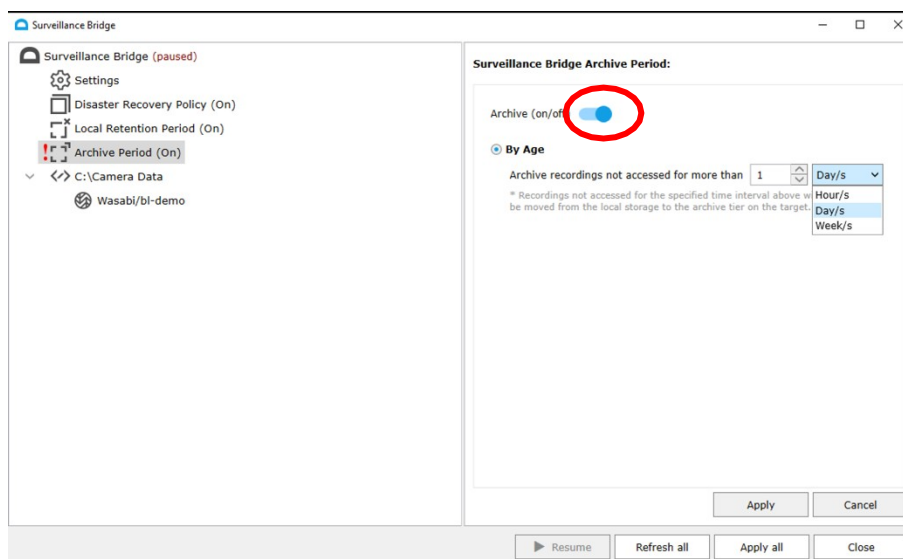 Surveillance Bridge
Surveillance Bridge (paused)
Settings
Disaster Recovery Policy (On)
Local Retention Period (On)
Archive Period (On)
C:\Camera Data
Wasabi/bl-demo
Surveillance Bridge Archive Period:
Archive (on/off
By Age
Archive recordings not accessed for more than 1 Day/s
* Recordings not accessed for the specified time interval above w
be moved from the local storage to the archive tier on the target.
Hour/s
Day/s
Week/s
Apply Cancel
Resume Refresh all Apply all Close